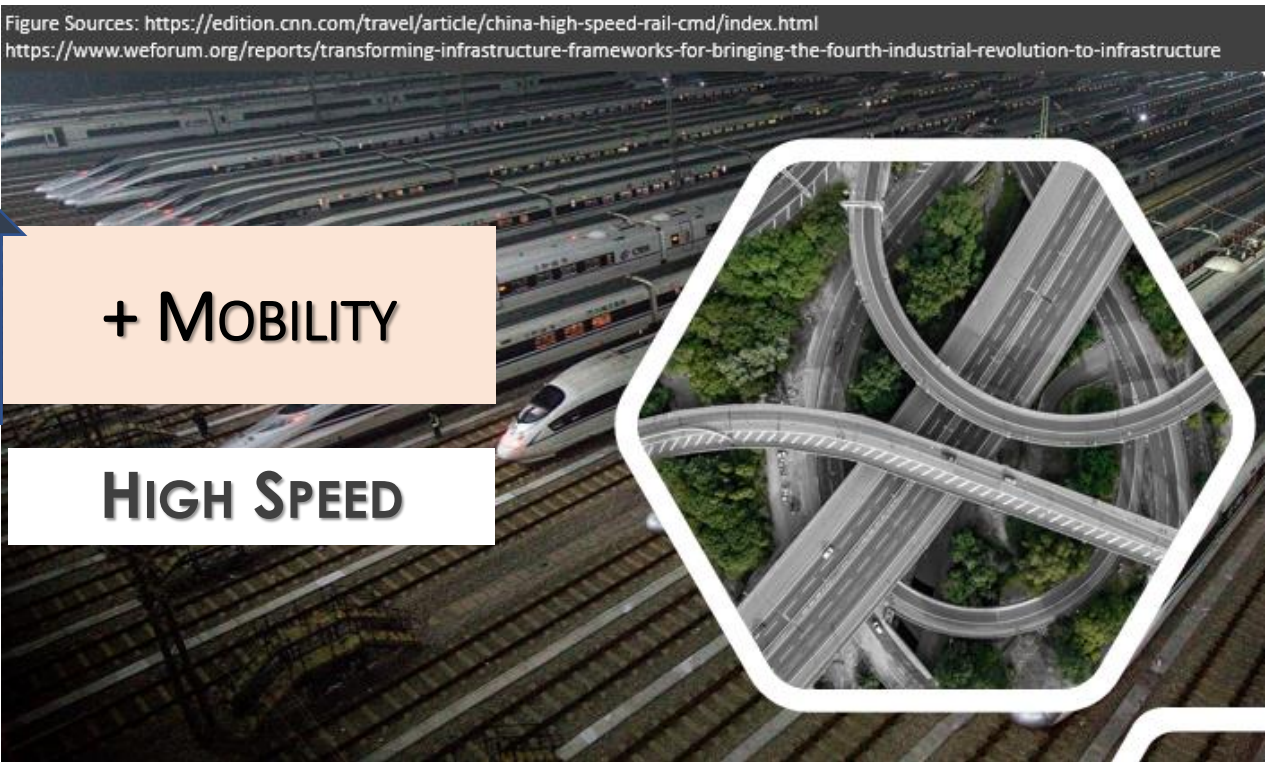 Figure Sources: https://edition.cnn.com/travel/article/china-high-speed-rail-cmd/index.html
https://www.weforum.org/reports/transforming-infrastructure-frameworks-for-bringing-the-fourth-industrial-revolution-to-infrastructure
+ MOBILITY
HIGH SPEED